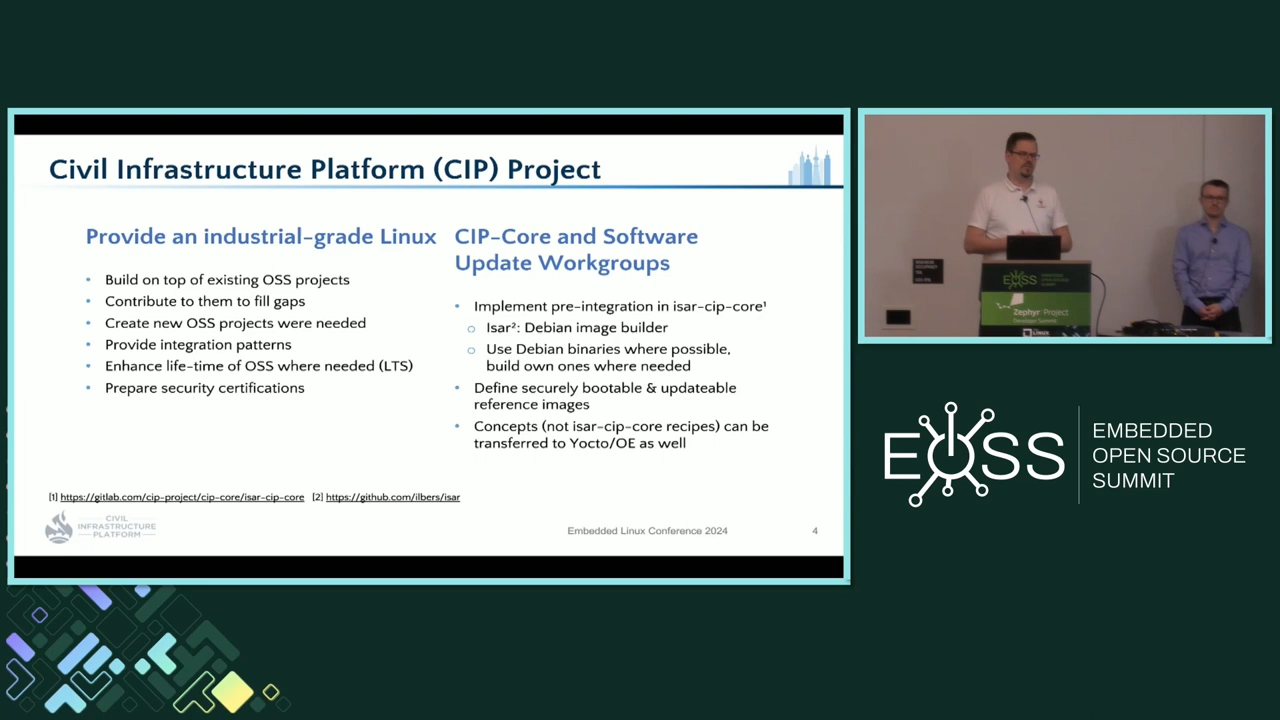 Civil Infrastructure Platform (CIP) Project
Provide an industrial-grade Linux
• Build on top of existing OSS projects
• Contribute to them to fill gaps
• Create new OSS projects were needed
• Provide integration patterns
• Enhance life-time of OSS where needed (LTS)
• Prepare security certifications
CIP-Core and Software
Update Workgroups
• Implement pre-integration in isar-cip-core¹
o Isar²: Debian image builder
o Use Debian binaries where possible,
build own ones where needed
• Define securely bootable & updateable
reference images
• Concepts (not isar-cip-core recipes) can be
transferred to Yocto/OE as well
[1] https://gitlab.com/cip-project/cip-core/isar-cip-core [2] https://github.com/ilbers/isar
CIVIL
INFRASTRUCTURE
PLATFORM
Embedded Linux Conference 2024
4
EOSS
EMBEDDED
OPEN SOURCE
SUMMIT
Zephyr Project
Developer Summit
LINUX